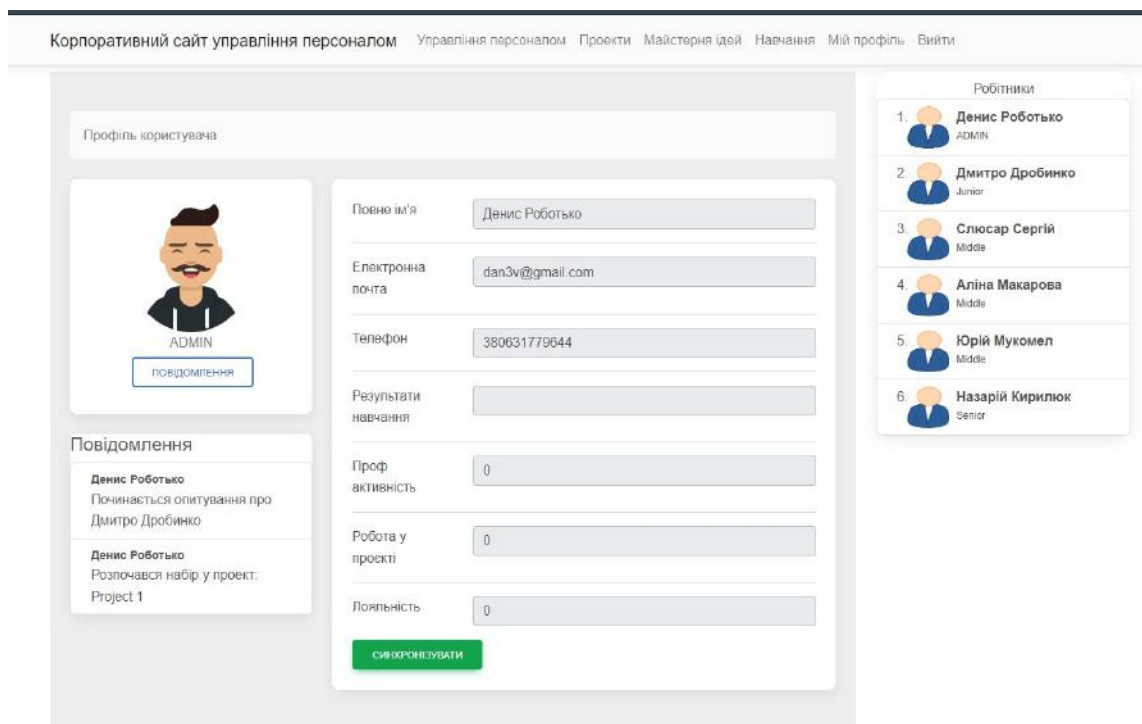 Корпоративний сайт управління персоналом Управління персоналом Проекти Майстерня ідей Навчання Мій профіль Вийти
Профіль користувача
ADMIN
ПОВІДОМЛЕННЯ
Повідомлення
Денис Роботько
Починається опитування про
Дмитро Дробинко
Денис Роботько
Розпочався набір у проект:
Project 1
Повне ім'я
Денис Роботько
Електронна
почта
dan3v@gmail.com
Телефон
380631779644
Результати
навчання
Проф
активність
0
Робота у
проєкті
0
Лояльність
0
СИНХРОНІЗУВАТИ
Робітники
1. Денис Роботько
ADMIN
2. Дмитро Дробинко
Junior
3. Слюсар Сергій
Middle
4. Аліна Макарова
Middle
5. Юрій Мукомел
Middle
6. Назарій Кирилюк
Senior